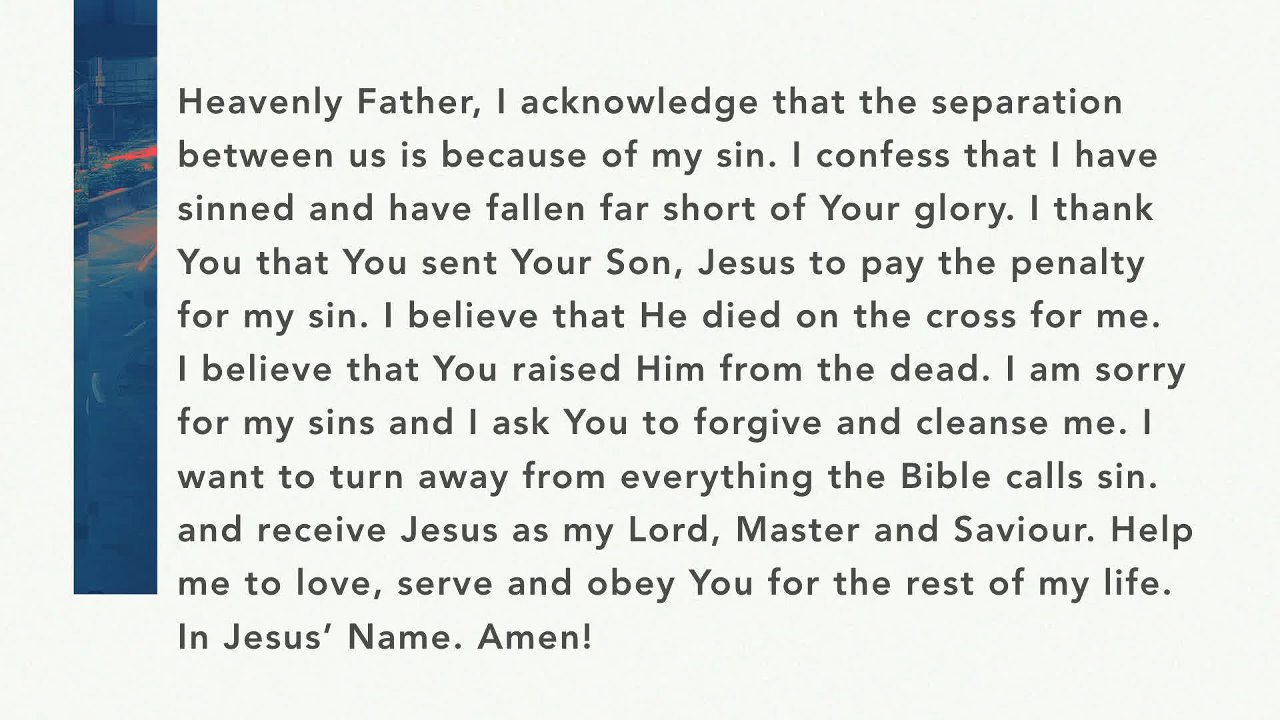 Heavenly Father, I acknowledge that the separation
between us is because of my sin. I confess that I have
sinned and have fallen far short of Your glory. I thank
You that You sent Your Son, Jesus to pay the penalty
for my sin. I believe that He died on the cross for me.
I believe that You raised Him from the dead. I am sorry
for my sins and I ask You to forgive and cleanse me. I
want to turn away from everything the Bible calls sin.
and receive Jesus as my Lord, Master and Saviour. Help
me to love, serve and obey You for the rest of my life.
In Jesus’ Name. Amen!